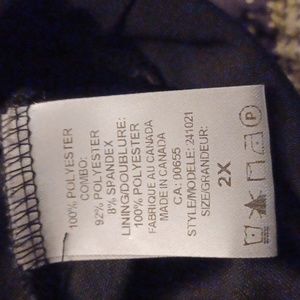 100% POLYESTER
COMBO:
92% POLYESTER
8% SPANDEX
LINING/DOUBLURE:
100% POLYESTER
FABRIQUE AU CANADA
MADE IN CANADA
CA: 00655
STYLE/MODELE: 241021
SIZE/GRANDEUR:
2X
P